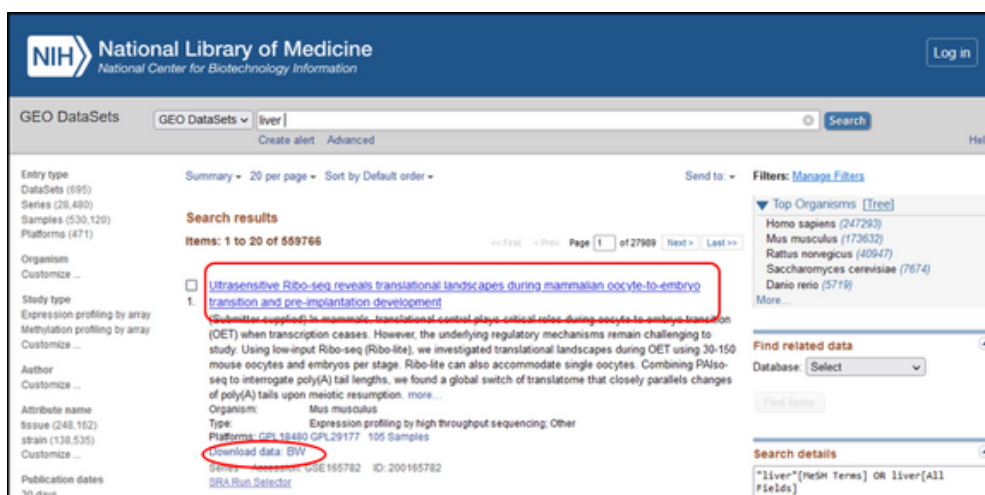 NIH
National Library of Medicine
National Center for Biotechnology Information
Log in
GEO DataSets
GEO DataSets
liver
Search
Create alert Advanced
Hel
Entry type
DataSets (695)
Series (28,480)
Samples (530,120)
Platforms (471)
Organism
Customize ...
Study type
Expression profiling by array
Methylation profiling by array
Customize ...
Author
Customize ...
Attribute name
tissue (248,162)
strain (138,535)
Customize ...
Publication dates
30 days
Summary 20 per page Sort by Default order
Send to:
Search results
Items: 1 to 20 of 559766
<< First < Prev Page 1 of 27989 Next > Last >>
1.
Ultrasensitive Ribo-seq reveals translational landscapes during mammalian oocyte-to-embryo
transition and pre-implantation development
(Submitter supplied) In mammals, translational control plays critical roles during oocyte-to-embryo transition
(OET) when transcription ceases. However, the underlying regulatory mechanisms remain challenging to
study. Using low-input Ribo-seq (Ribo-lite), we investigated translational landscapes during OET using 30-150
mouse oocytes and embryos per stage. Ribo-lite can also accommodate single oocytes. Combining PAIso-
seq to interrogate poly(A) tail lengths, we found a global switch of translatome that closely parallels changes
of poly(A) tails upon meiotic resumption. more...
Organism: Mus musculus
Type: Expression profiling by high throughput sequencing; Other
Platforms: GPL18480 GPL29177 105 Samples
Download data: BW
Series Accession: GSE165782 ID: 200165782
SRA Run Selector
Filters: Manage Filters
Top Organisms [Tree]
Homo sapiens (247293)
Mus musculus (173632)
Rattus norvegicus (40947)
Saccharomyces cerevisiae (7674)
Danio rerio (5719)
More...
Find related data
Database: Select
Find items
Search details
"liver"[MeSH Terms] OR liver[All
Fields]